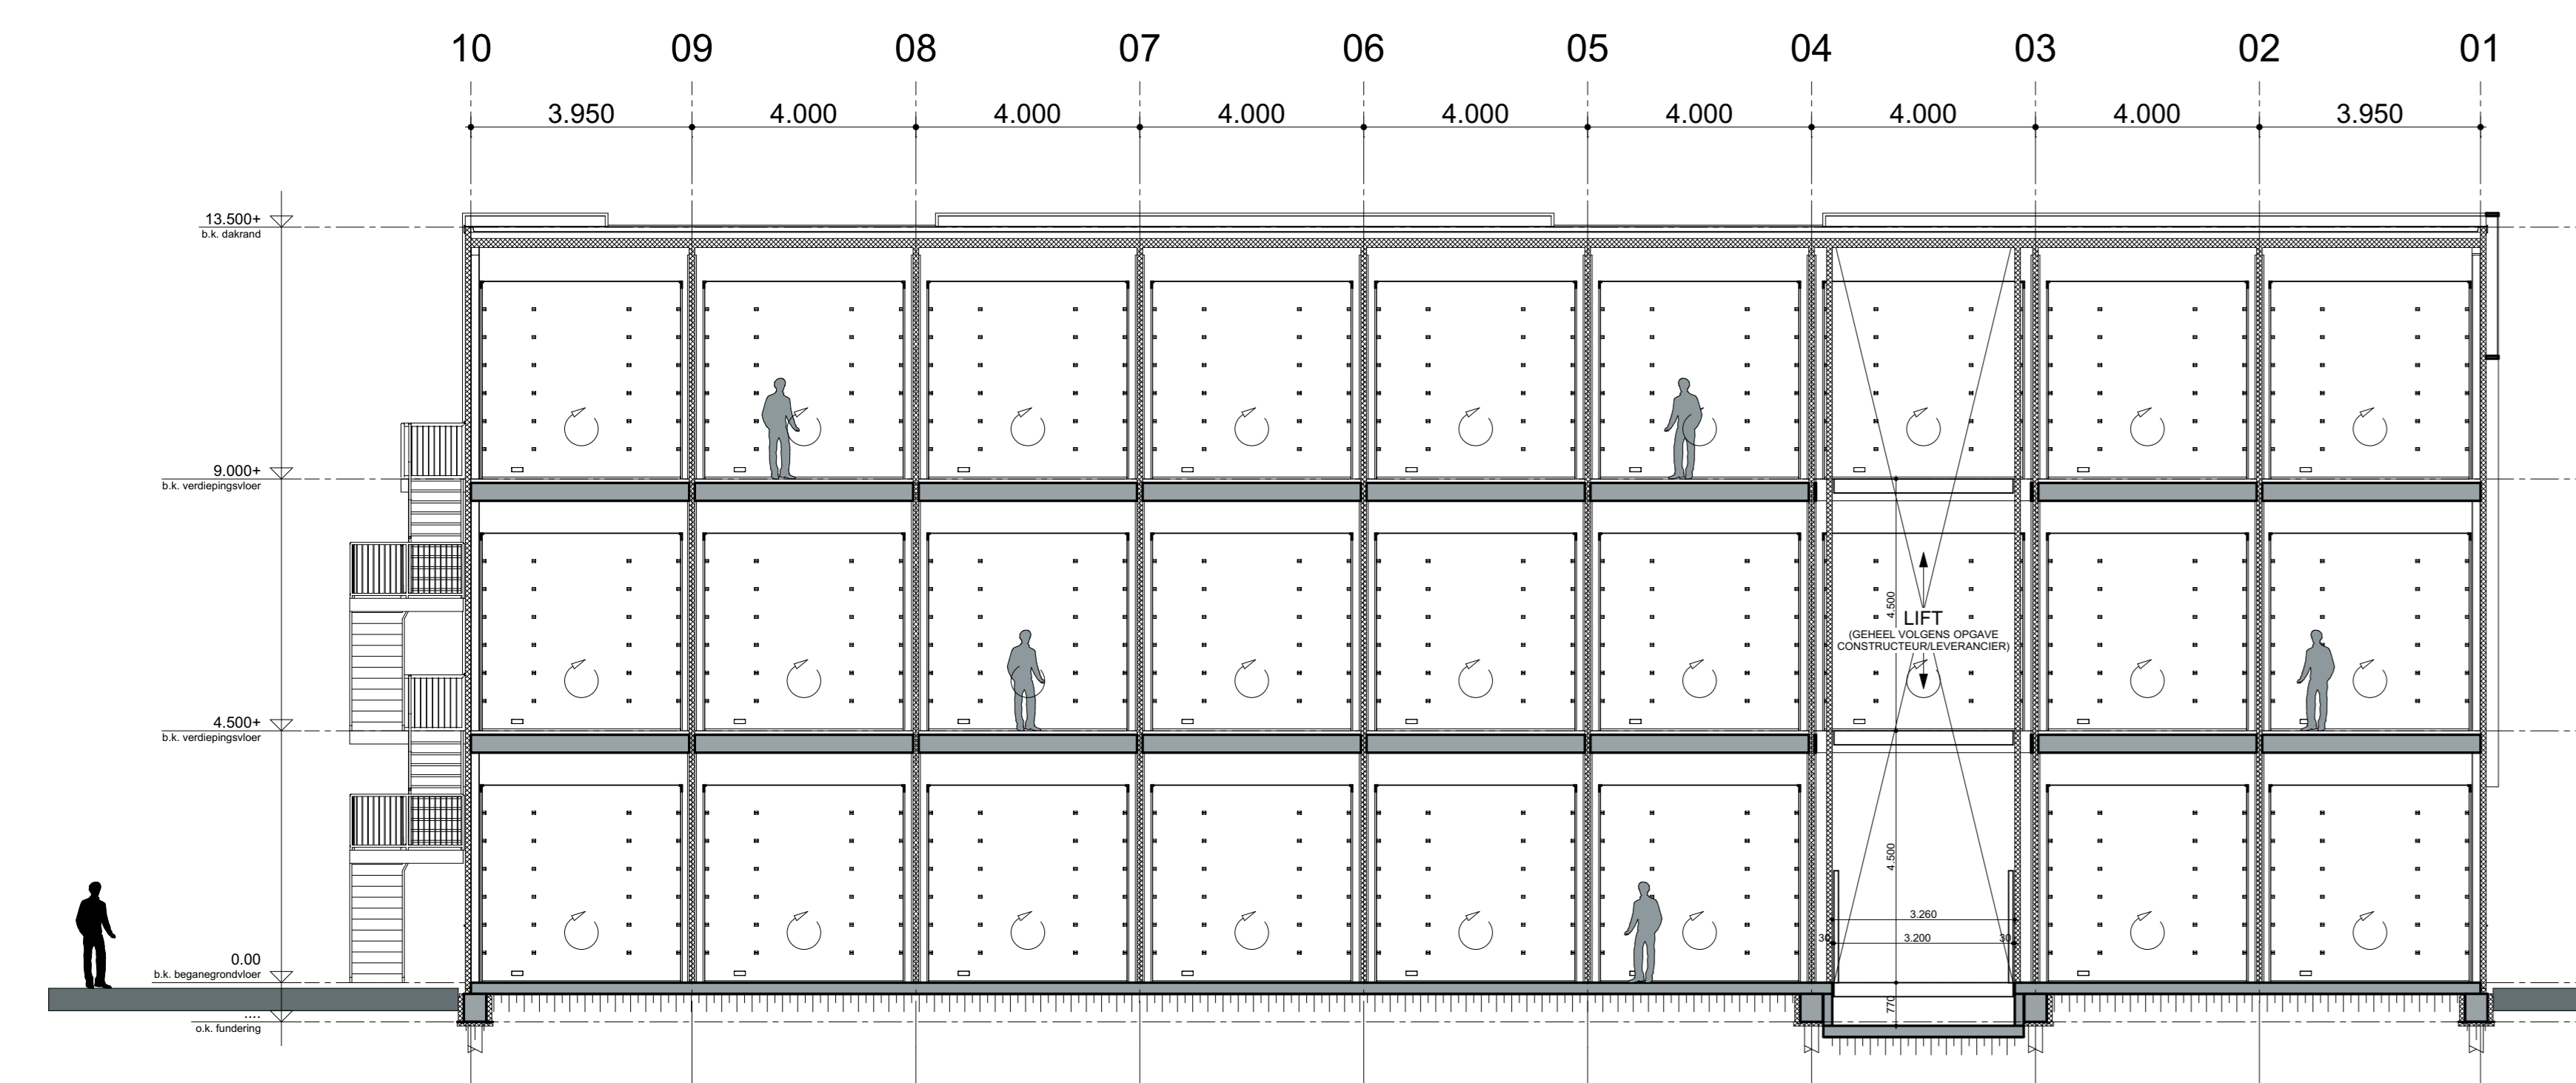 10 09 08 07 06 05 04 03 02 01
3.950 4.000 4.000 4.000 4.000 4.000 4.000 4.000 3.950
13.500+
b.k. dakrand
9.000+
b.k. verdiepingsvloer
4.500
LIFT
(GEHEEL VOLGENS OPGAVE
CONSTRUCTEUR/LEVERANCIER)
4.500+
b.k. verdiepingsvloer
4.500
3.260
30 3.200 30
0.00
b.k. beganegrondvloer
770
....
o.k. fundering